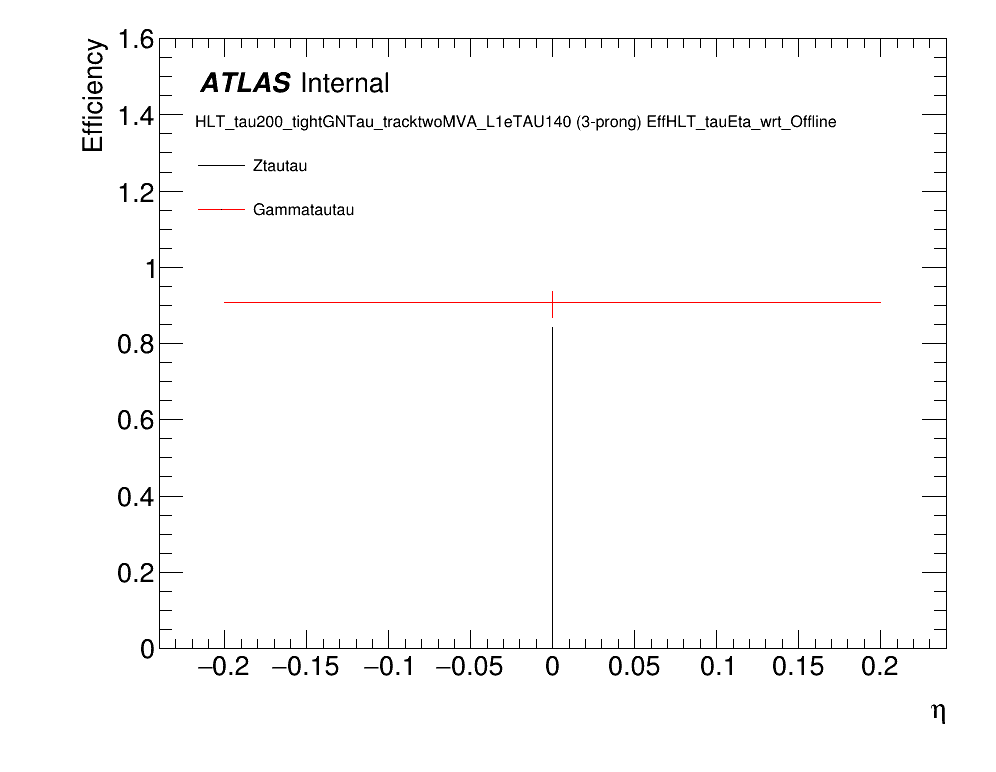 Efficiency
1.6
1.4
1.2
1
0.8
0.6
0.4
0.2
0
ATLAS Internal
HLT_tau200_tightGNTau_tracktwoMVA_L1eTAU140 (3-prong) EffHLT_tauEta_wrt_Offline
Ztautau
Gammatautau
−0.2 −0.15 −0.1 −0.05 0 0.05 0.1 0.15 0.2
η